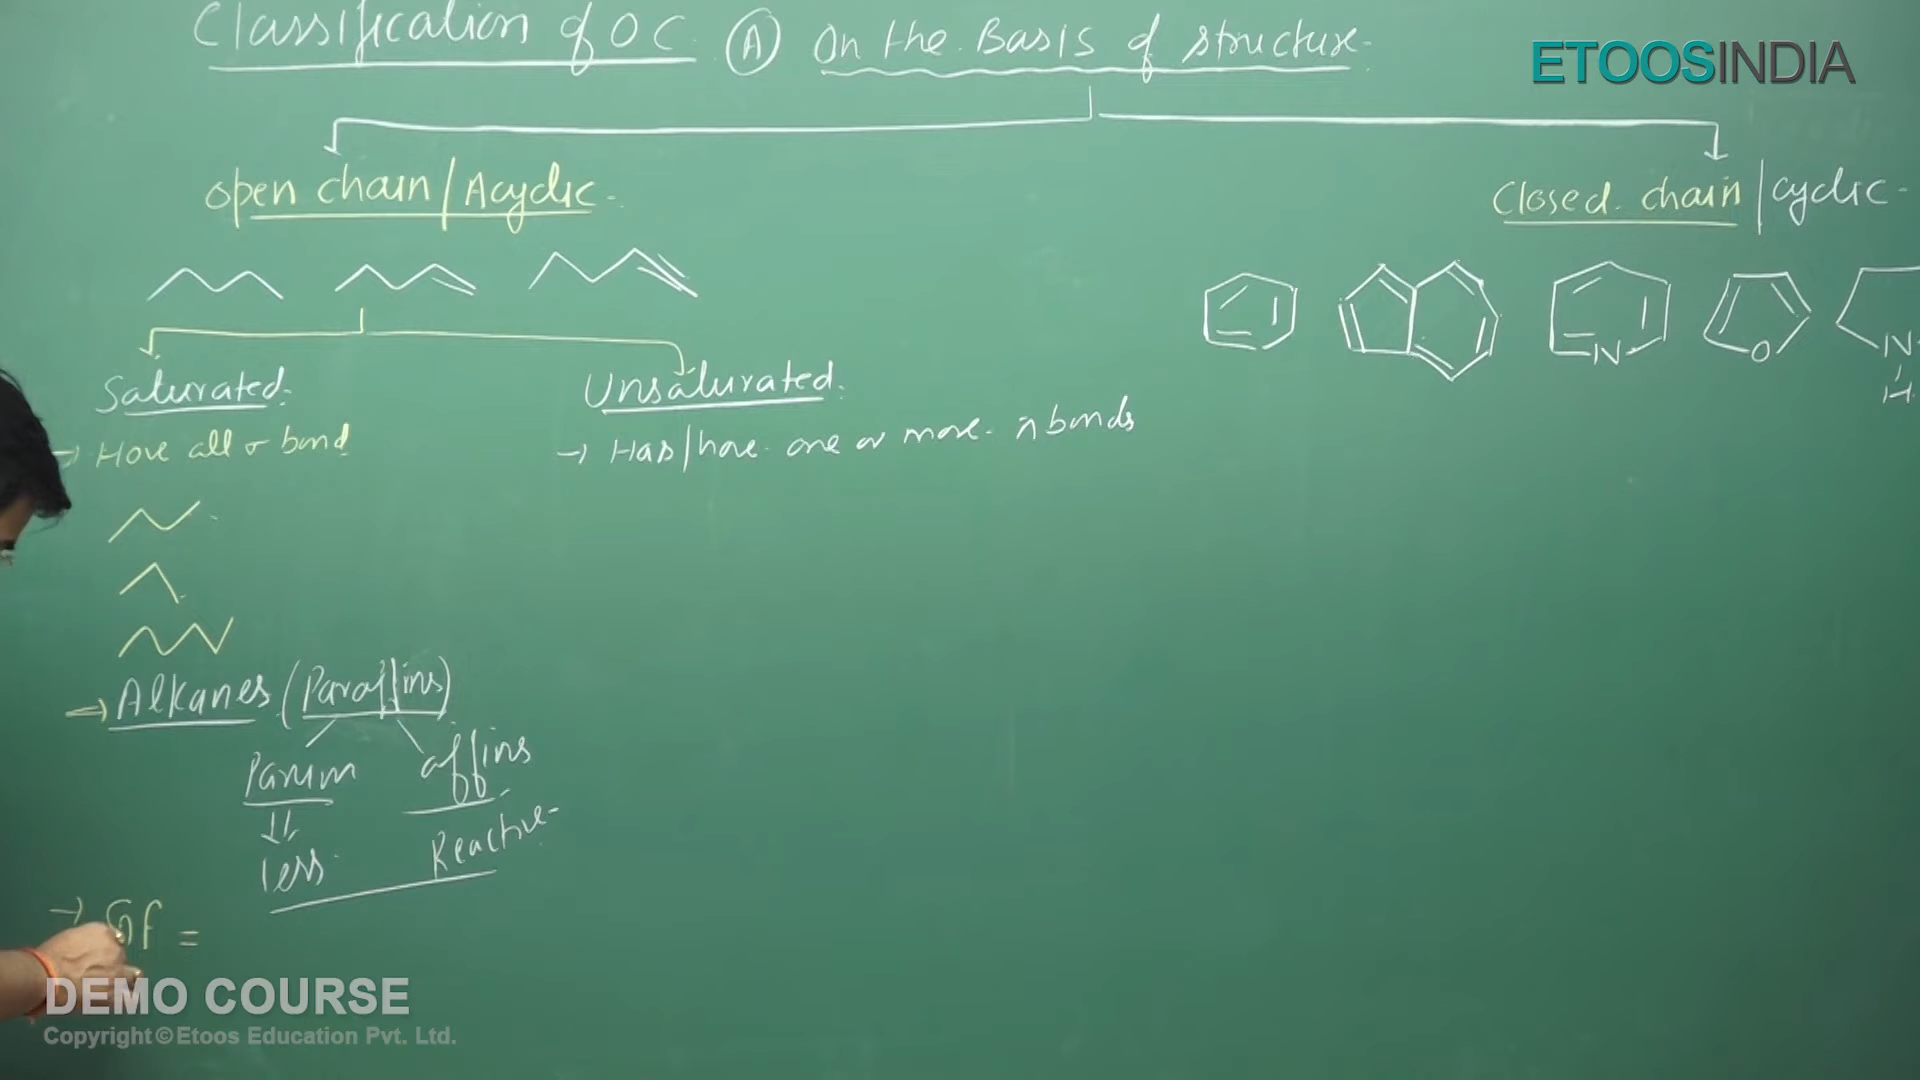 Classification of OC (A) On the Basis of structure.
ETOOSINDIA
Open chain/Acyclic.
Closed. chain/cyclic-
N
O
N
H
Saturated.
Unsaturated.
→ Have all σ bond
→ Has/have one or more π bonds
→ Alkanes (Paraffins)
Parum affins
less Reactive
→ GF =
DEMO COURSE
Copyright © Etoos Education Pvt. Ltd.